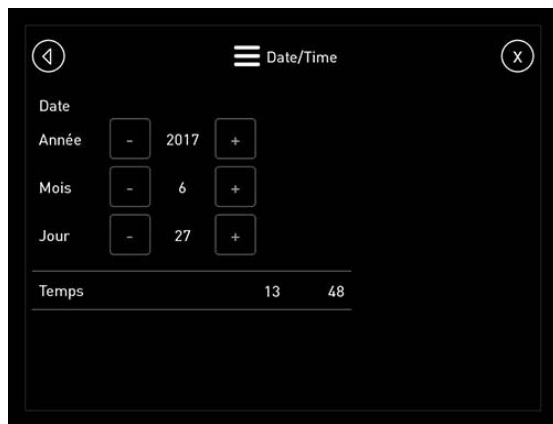 Date/Time X
Date
Année - 2017 +
Mois - 6 +
Jour - 27 +
Temps 13 48